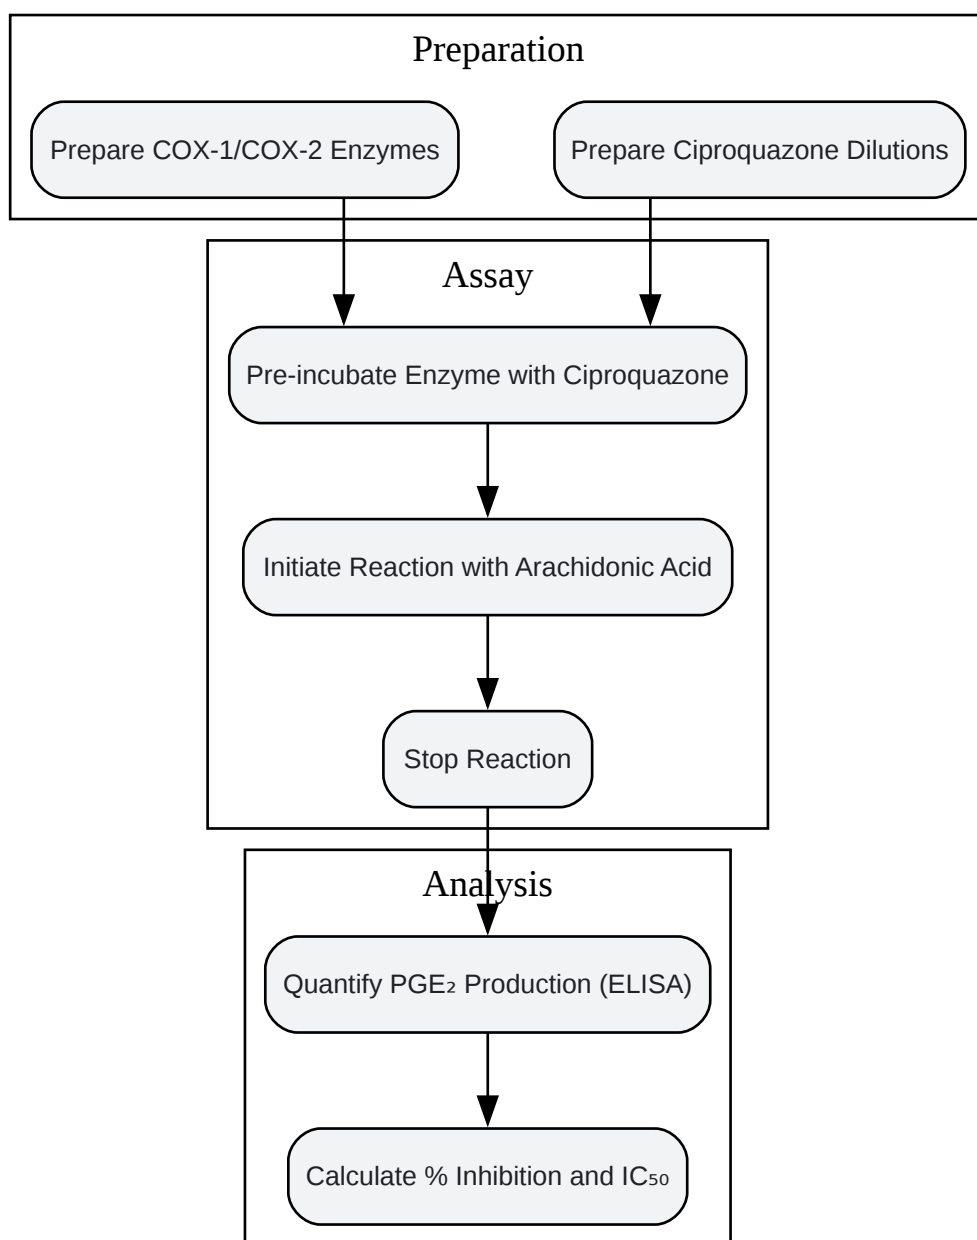 Preparation
Prepare COX-1/COX-2 Enzymes
Prepare Ciproquazone Dilutions
Assay
Pre-incubate Enzyme with Ciproquazone
Initiate Reaction with Arachidonic Acid
Stop Reaction
Analysis
Quantify PGE₂ Production (ELISA)
Calculate % Inhibition and IC₅₀